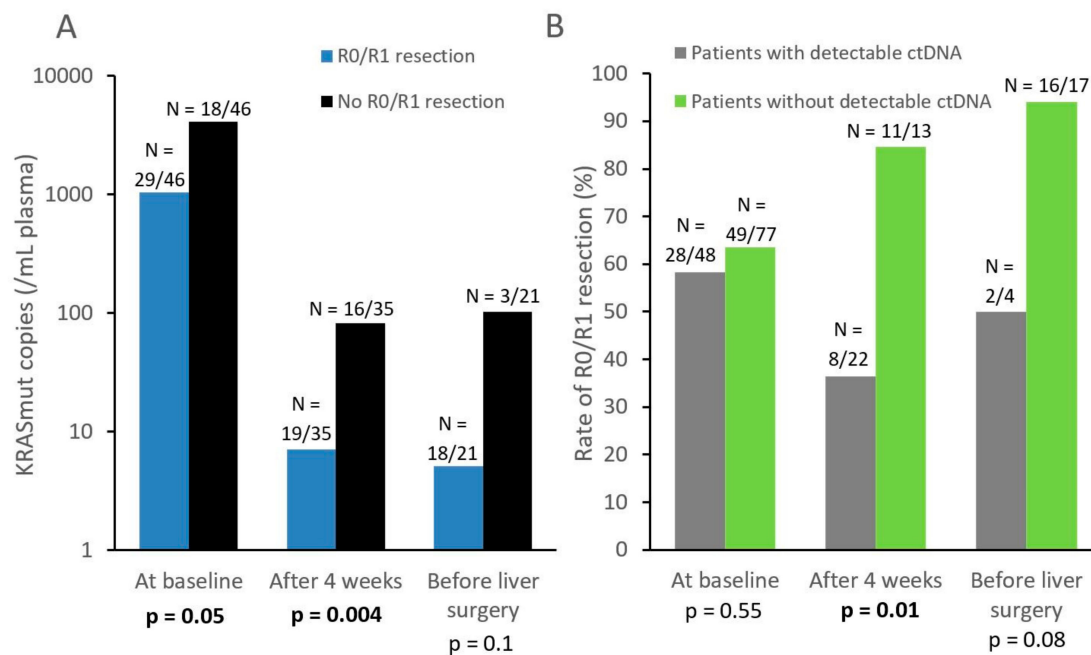 A
R0/R1 resection
No R0/R1 resection
KRASmut copies (/mL plasma)
10000
1000
100
10
1
N =
29/46
N = 18/46
N =
19/35
N = 16/35
N =
18/21
N = 3/21
At baseline
p = 0.05
After 4 weeks
p = 0.004
Before liver
surgery
p = 0.1
B
Patients with detectable ctDNA
Patients without detectable ctDNA
Rate of R0/R1 resection (%)
100
90
80
70
60
50
40
30
20
10
0
N =
28/48
N =
49/77
N =
8/22
N = 11/13
N =
2/4
N = 16/17
At baseline
p = 0.55
After 4 weeks
p = 0.01
Before liver
surgery
p = 0.08